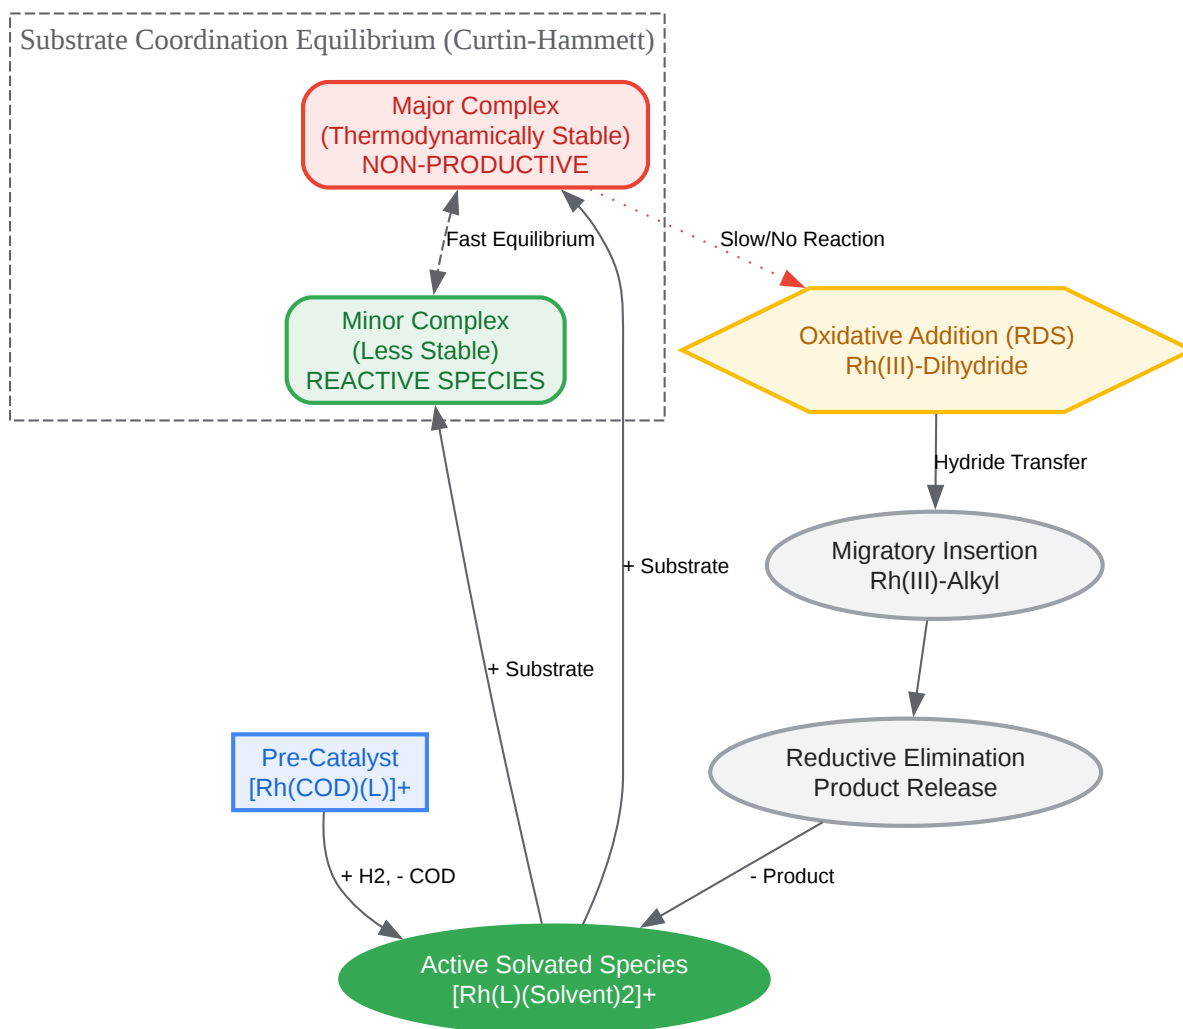 Substrate Coordination Equilibrium (Curtin-Hammett)
Major Complex
(Thermodynamically Stable)
NON-PRODUCTIVE
Fast Equilibrium
Slow/No Reaction
Minor Complex
(Less Stable)
REACTIVE SPECIES
Oxidative Addition (RDS)
Rh(III)-Dihydride
Hydride Transfer
Migratory Insertion
Rh(III)-Alkyl
+ Substrate
+ Substrate
Pre-Catalyst
[Rh(COD)(L)]+
Reductive Elimination
Product Release
+ H2, - COD
- Product
Active Solvated Species
[Rh(L)(Solvent)2]+